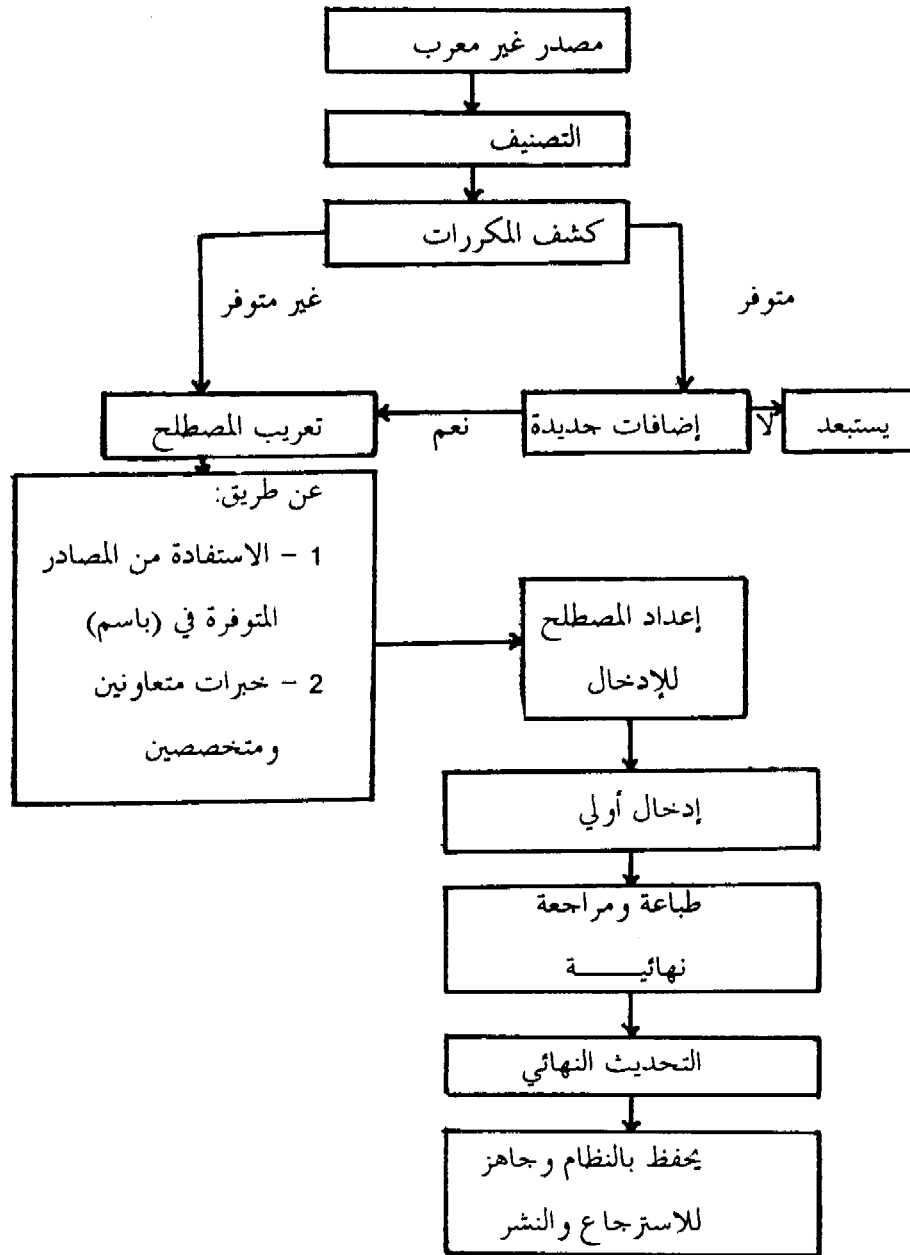 مصدر غير معرب
التصنيف
كشف المكررات
متوفر
غير متوفر
يستبعد
لا
إضافات جديدة
نعم
تعريب المصطلح
عن طريق:
1 - الاستفادة من المصادر
المتوفرة في (باسم)
2 - خبرات متعاونين
ومتخصصين
إعداد المصطلح
للإدخال
إدخال أولي
طباعة ومراجعة
نهائيـــــــة
التحديث النهائي
يحفظ بالنظام وجاهز
للاسترجاع والنشر